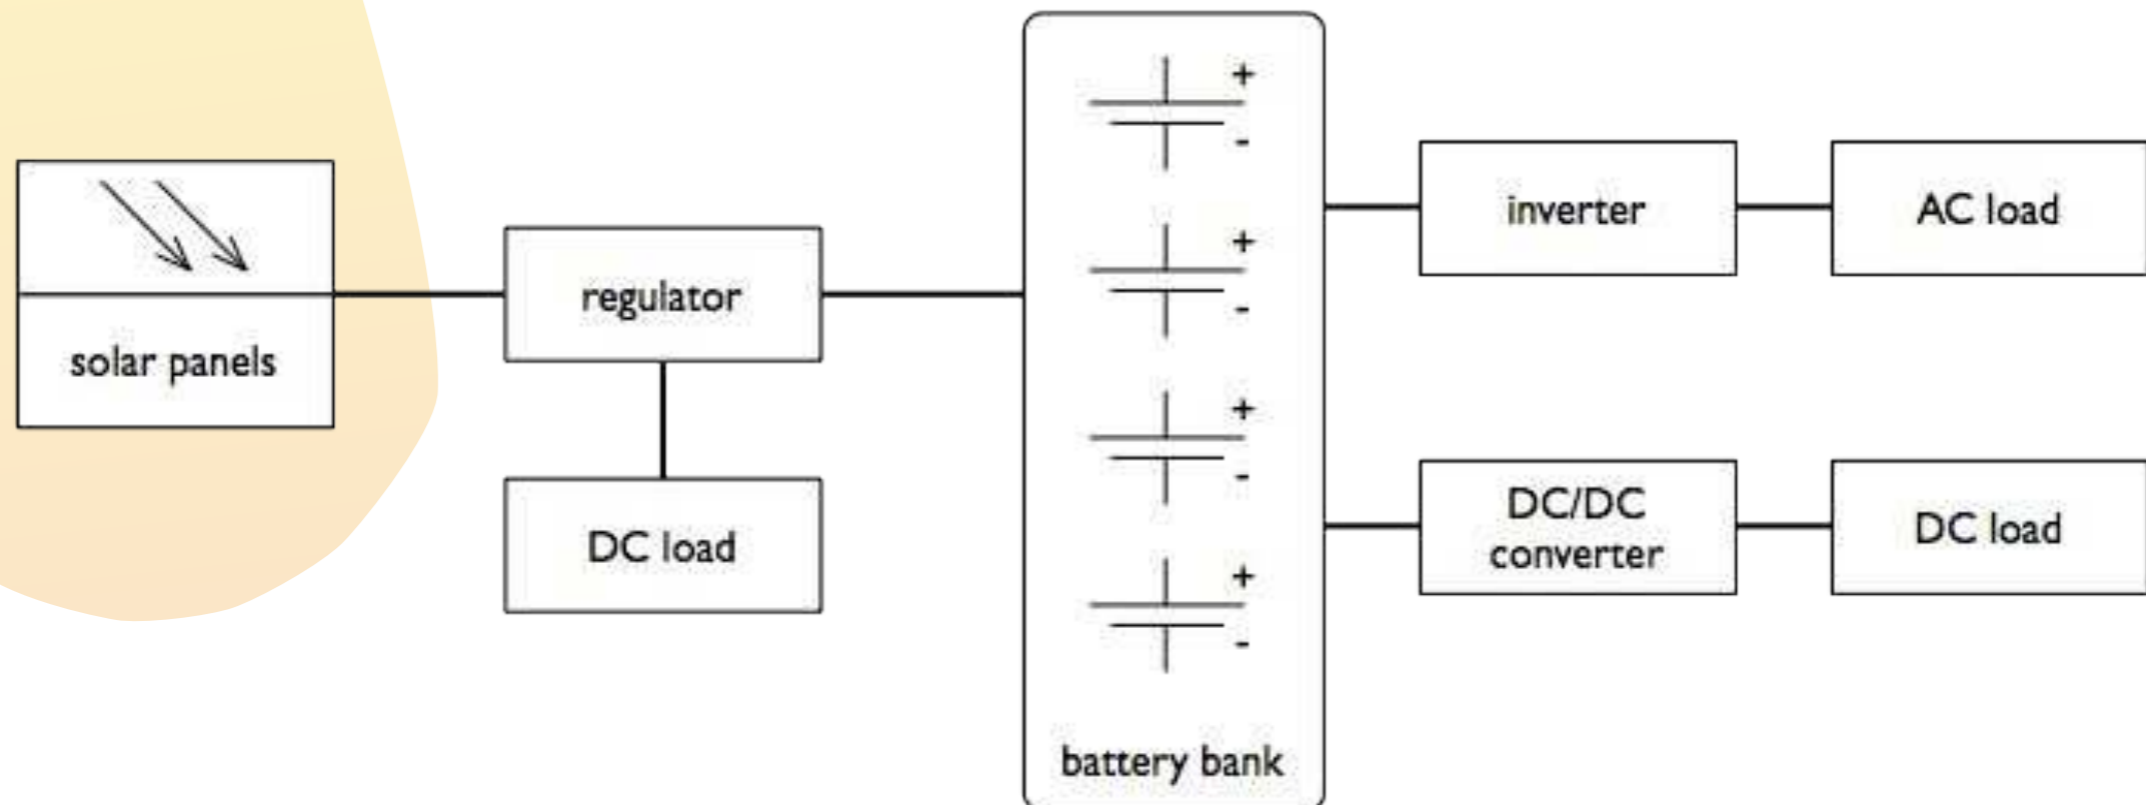 solar panels
regulator
DC load
+
-
+
-
+
-
+
-
battery bank
inverter
AC load
DC/DC
converter
DC load